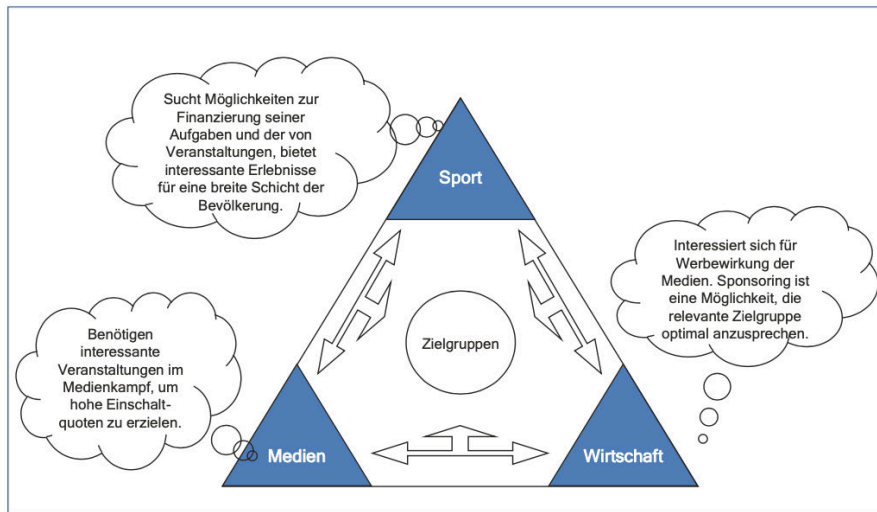 Sucht Möglichkeiten zur
Finanzierung seiner
Aufgaben und der von
Veranstaltungen, bietet
interessante Erlebnisse
für eine breite Schicht der
Bevölkerung.
Sport
Interessiert sich für
Werbewirkung der
Medien. Sponsoring ist
eine Möglichkeit, die
relevante Zielgruppe
optimal anzusprechen.
Benötigen
interessante
Veranstaltungen im
Medienkampf, um
hohe Einschalt-
quoten zu erzielen.
Zielgruppen
Medien
Wirtschaft